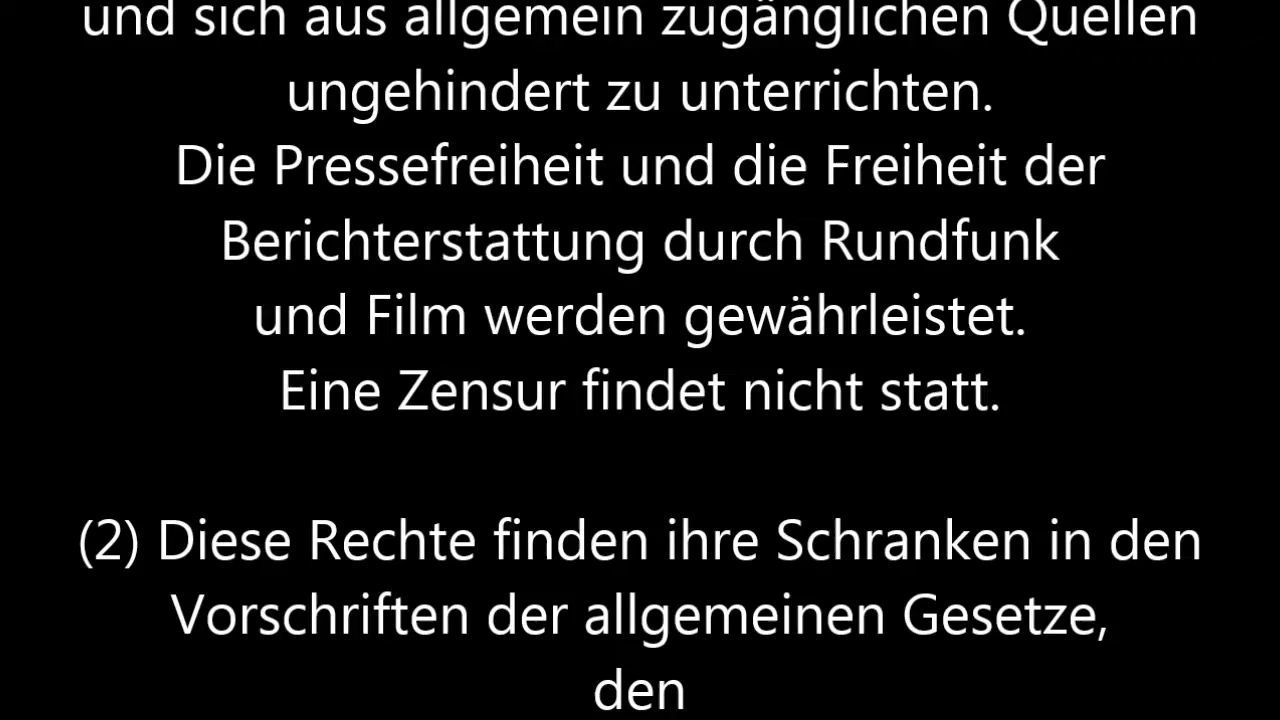 und sich aus allgemein zugänglichen Quellen
ungehindert zu unterrichten.
Die Pressefreiheit und die Freiheit der
Berichterstattung durch Rundfunk
und Film werden gewährleistet.
Eine Zensur findet nicht statt.
(2) Diese Rechte finden ihre Schranken in den
Vorschriften der allgemeinen Gesetze,
den